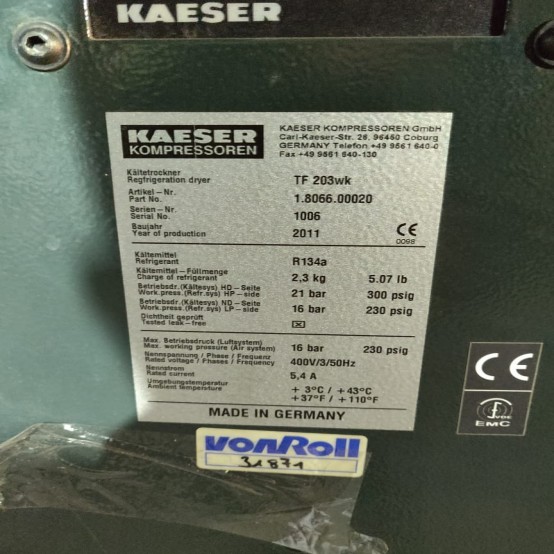 KAESER
KAESER
KOMPRESSOREN
KAESER KOMPRESSOREN GmbH
Carl-Kaeser-Str. 26, 96450 Coburg
GERMANY Telefon +49 9561 640-0
Fax +49 9561 640-130
Kältetrockner
Regfrigeration dryer
TF 203wk
Artikel-Nr.
Part No.
1.8066.00020
Serien-Nr.
Serial No.
1006
Baujahr
Year of production
2011
CE
0098
Kältemittel
Refrigerant
R134a
Kältemittel-Füllmenge
Charge of refrigerant
2,3 kg 5.07 lb
Betriebsdr.(Kältesys) HD-Seite
Work.press.(Refr.sys) HP-side
21 bar 300 psig
Betriebsdr.(Kältesys) ND-Seite
Work.press.(Refr.sys) LP-side
16 bar 230 psig
Dichtheit geprüft
Tested leak-free
Max. Betriebsdruck (Luftsystem)
Max. working pressure (Air system)
16 bar 230 psig
Nennspannung / Phase / Frequenz
Rated voltage / Phases / Frequency
400V/3/50Hz
Nennstrom
Rated current
5,4 A
Umgebungstemperatur
Ambient temperature
+ 3°C / +43°C
+37°F / +110°F
MADE IN GERMANY
CE
VDE
EMC
vonRoll
31871